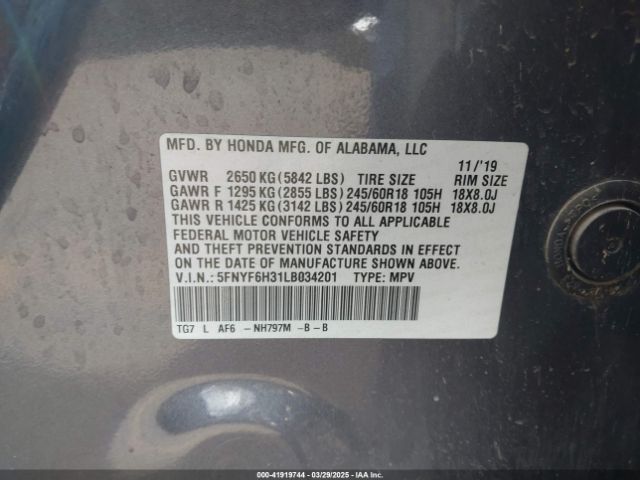 MFD. BY HONDA MFG. OF ALABAMA, LLC
11/'19
GVWR 2650 KG (5842 LBS) TIRE SIZE RIM SIZE
GAWR F 1295 KG (2855 LBS) 245/60R18 105H 18X8.0J
GAWR R 1425 KG (3142 LBS) 245/60R18 105H 18X8.0J
THIS VEHICLE CONFORMS TO ALL APPLICABLE
FEDERAL MOTOR VEHICLE SAFETY
AND THEFT PREVENTION STANDARDS IN EFFECT
ON THE DATE OF MANUFACTURE SHOWN ABOVE.
V.I.N.: 5FNYF6H31LB034201 TYPE: MPV
TG7 L AF6 - NH797M - B - B
000-41919744 - 03/29/2025 - IAA Inc.